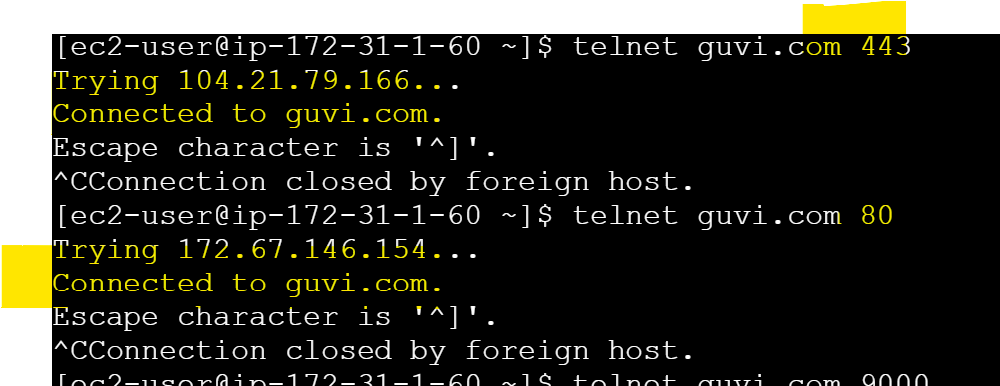 [ec2-user@ip-172-31-1-60 ~]$ telnet guvi.com 443
Trying 104.21.79.166...
Connected to guvi.com.
Escape character is '^]'.
^CConnection closed by foreign host.
[ec2-user@ip-172-31-1-60 ~]$ telnet guvi.com 80
Trying 172.67.146.154...
Connected to guvi.com.
Escape character is '^]'.
^CConnection closed by foreign host.
[ec2-user@ip-172-31-1-60 ~]$ telnet guvi.com 9000